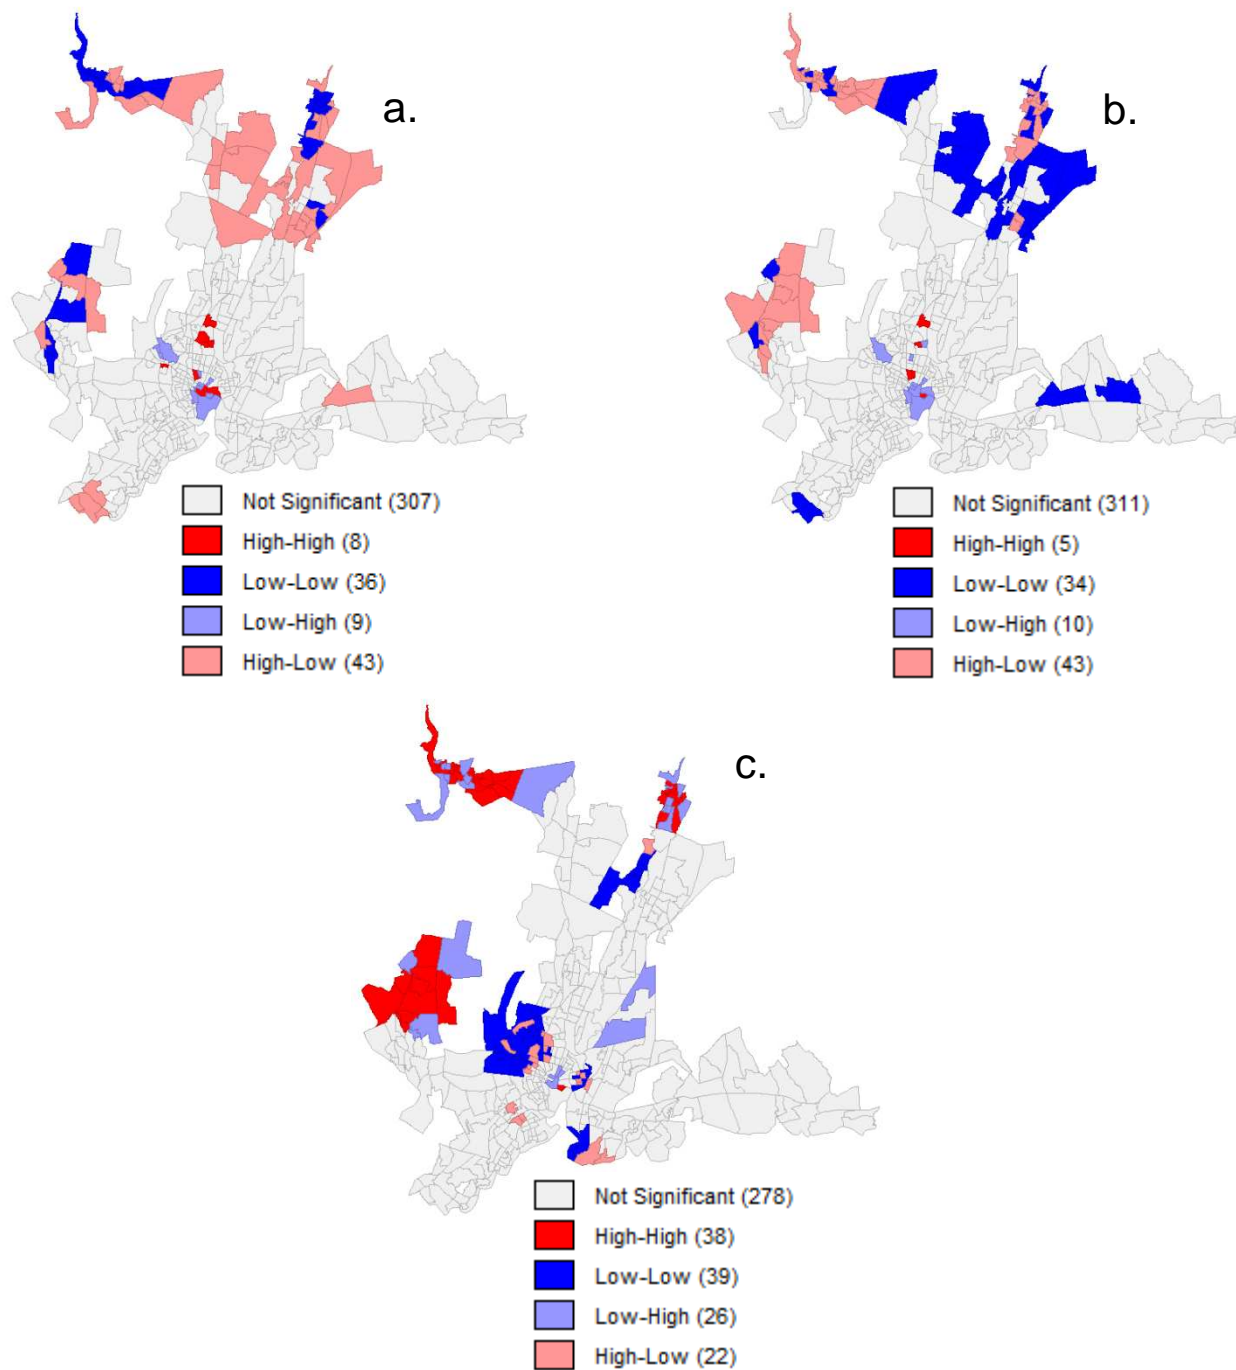 a.
b.
Not Significant (307)
High-High (8)
Low-Low (36)
Low-High (9)
High-Low (43)
Not Significant (311)
High-High (5)
Low-Low (34)
Low-High (10)
High-Low (43)
c.
Not Significant (278)
High-High (38)
Low-Low (39)
Low-High (26)
High-Low (22)